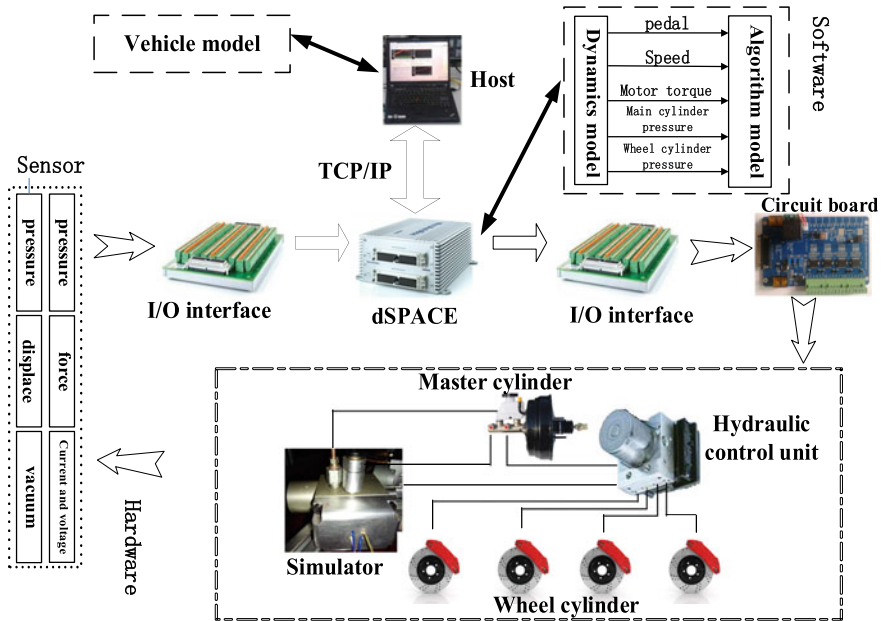 Vehicle model
Host
TCP/IP
pedal
Speed
Motor torque
Main cylinder
pressure
Wheel cylinder
pressure
Dynamics model
Algorithm model
Software
Sensor
pressure
pressure
displace
force
vacuum
Current and voltage
I/O interface
dSPACE
I/O interface
Circuit board
Hardware
Master cylinder
Hydraulic
control unit
Simulator
Wheel cylinder